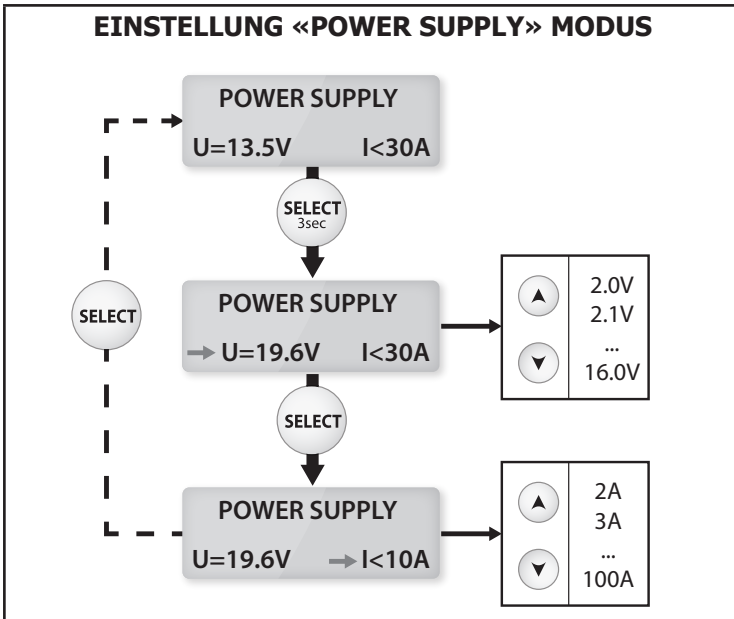 EINSTELLUNG «POWER SUPPLY» MODUS
POWER SUPPLY
U=13.5V I<30A
SELECT
3sec
POWER SUPPLY
U=19.6V I<30A
2.0V
2.1V
...
16.0V
SELECT
SELECT
POWER SUPPLY
U=19.6V I<10A
2A
3A
...
100A